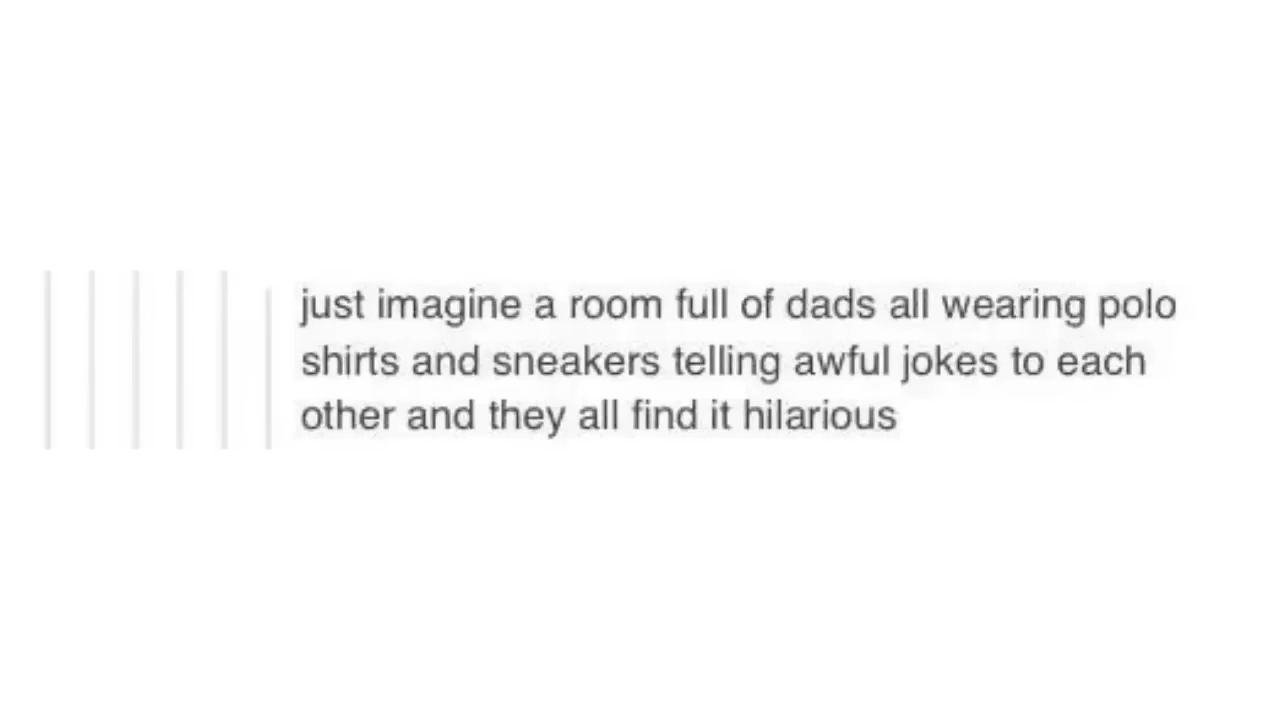 just imagine a room full of dads all wearing polo
shirts and sneakers telling awful jokes to each
other and they all find it hilarious